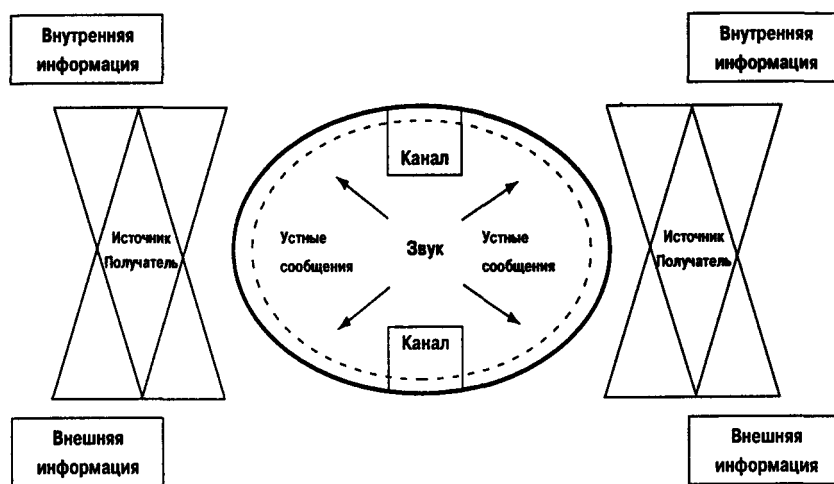 Внутренняя
информация
Внутренняя
информация
Канал
Источник
Получатель
Устные
сообщения
Звук
Устные
сообщения
Источник
Получатель
Канал
Внешняя
информация
Внешняя
информация